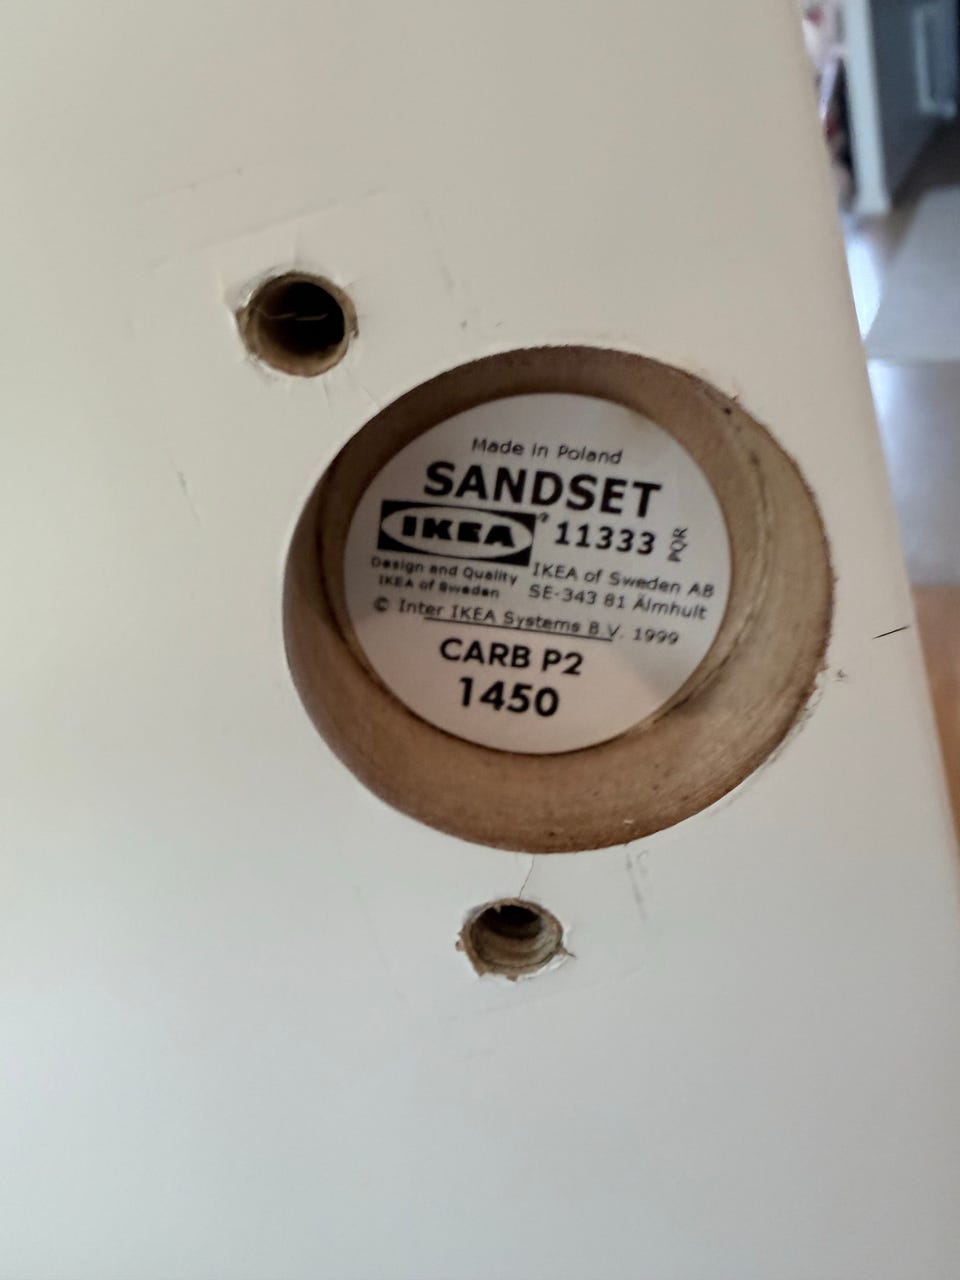 Made in Poland
SANDSET
IKEA® 11333 PQR
Design and Quality
IKEA of Sweden
IKEA of Sweden AB
SE-343 81 Älmhult
© Inter IKEA Systems B.V. 1999
CARB P2
1450